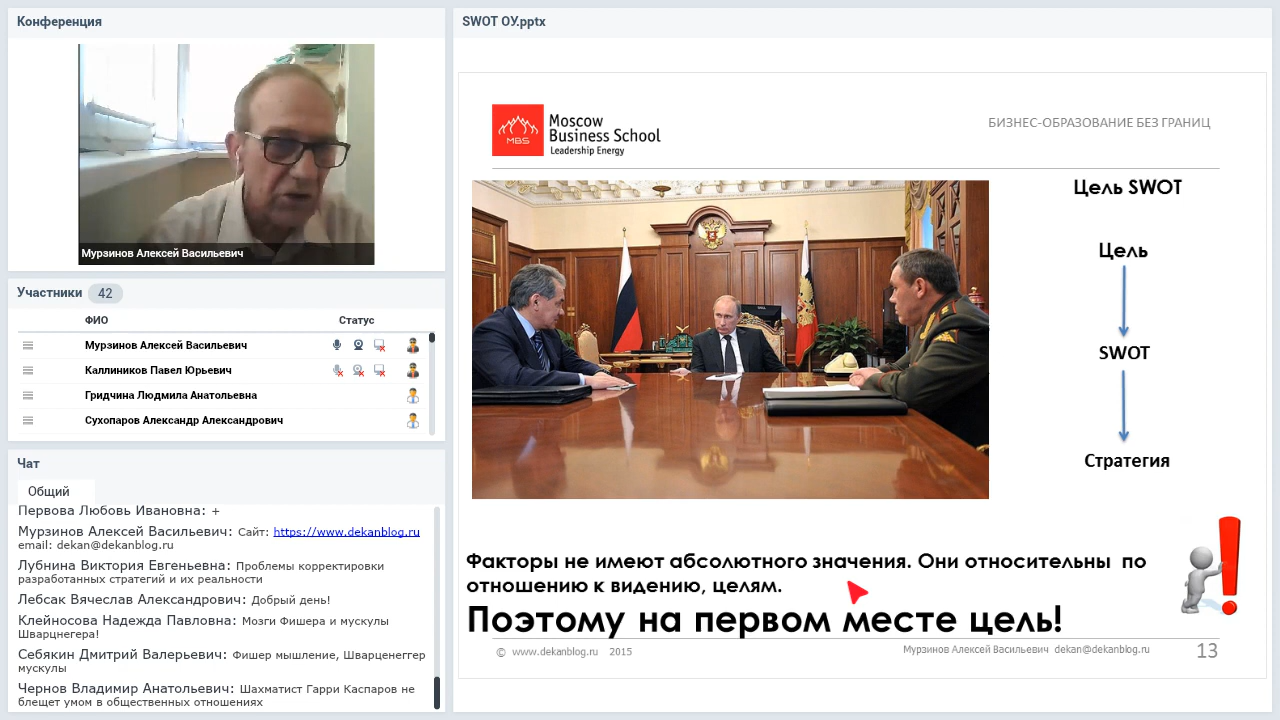 Конференция
Мурзинов Алексей Васильевич
Участники 42
ФИО Статус
Мурзинов Алексей Васильевич
Каллиников Павел Юрьевич
Гридчина Людмила Анатольевна
Сухопаров Александр Александрович
Чат
Общий
Первова Любовь Ивановна: +
Мурзинов Алексей Васильевич: Сайт: https://www.dekanblog.ru
email: dekan@dekanblog.ru
Лубнина Виктория Евгеньевна: Проблемы корректировки
разработанных стратегий и их реальности
Лебсак Вячеслав Александрович: Добрый день!
Клейносова Надежда Павловна: Мозги Фишера и мускулы
Шварцнегера!
Себякин Дмитрий Валерьевич: Фишер мышление, Шварценеггер
мускулы
Чернов Владимир Анатольевич: Шахматист Гарри Каспаров не
блещет умом в общественных отношениях
SWOT ОУ.pptx
MBS
Moscow
Business School
Leadership Energy
БИЗНЕС-ОБРАЗОВАНИЕ БЕЗ ГРАНИЦ
Цель SWOT
Цель
SWOT
Стратегия
Факторы не имеют абсолютного значения. Они относительны по
отношению к видению, целям.
Поэтому на первом месте цель!
© www.dekanblog.ru 2015
Мурзинов Алексей Васильевич dekan@dekanblog.ru
13